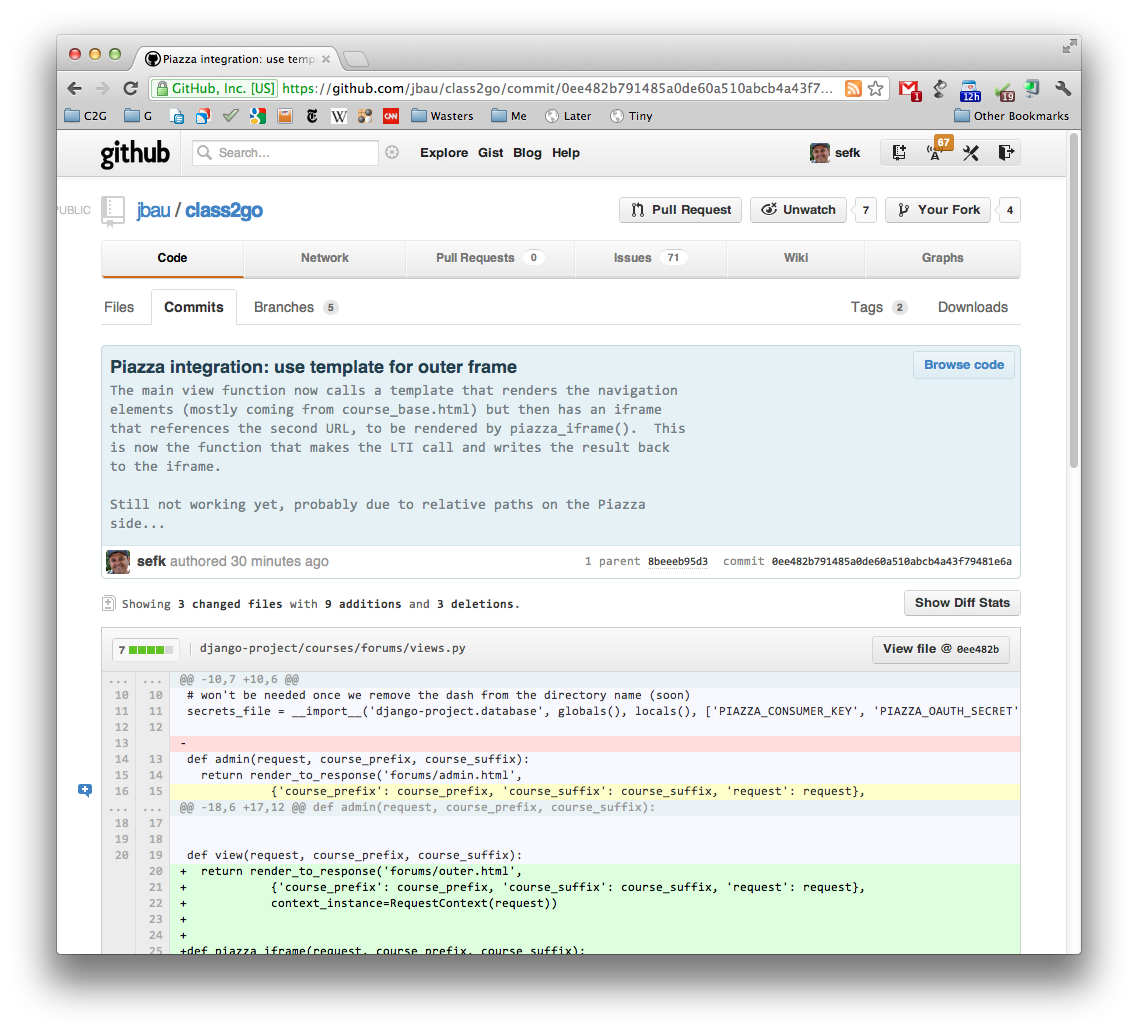 Piazza integration: use temp
GitHub, Inc. [US] https://github.com/jbau/class2go/commit/0ee482b791485a0de60a510abcb4a43f7...
1 12h 19
C2G G T W CNN Wasters Me Later Tiny Other Bookmarks
github Search... Explore Gist Blog Help sefk 67
PUBLIC jbau / class2go Pull Request Unwatch 7 Your Fork 4
Code Network Pull Requests 0 Issues 71 Wiki Graphs
Files Commits Branches 5 Tags 2 Downloads
Piazza integration: use template for outer frame Browse code
The main view function now calls a template that renders the navigation
elements (mostly coming from course_base.html) but then has an iframe
that references the second URL, to be rendered by piazza_iframe().  This
is now the function that makes the LTI call and writes the result back
to the iframe.
Still not working yet, probably due to relative paths on the Piazza
side...
sefk authored 30 minutes ago 1 parent 8beeeb95d3 commit 0ee482b791485a0de60a510abcb4a43f79481e6a
Showing 3 changed files with 9 additions and 3 deletions. Show Diff Stats
7 django-project/courses/forums/views.py View file @ 0ee482b
... ... @@ -10,7 +10,6 @@
10 10 # won't be needed once we remove the dash from the directory name (soon)
11 11 secrets_file = __import__('django-project.database', globals(), locals(), ['PIAZZA_CONSUMER_KEY', 'PIAZZA_OAUTH_SECRET'
12 12
13 -
14 13 def admin(request, course_prefix, course_suffix):
15 14 return render_to_response('forums/admin.html',
16 15 {'course_prefix': course_prefix, 'course_suffix': course_suffix, 'request': request},
... ... @@ -18,6 +17,12 @@ def admin(request, course_prefix, course_suffix):
18 17
19 18
20 19 def view(request, course_prefix, course_suffix):
20 + return render_to_response('forums/outer.html',
21 + {'course_prefix': course_prefix, 'course_suffix': course_suffix, 'request': request},
22 + context_instance=RequestContext(request))
23 +
24 +
25 +def piazza_iframe(request, course_prefix, course_suffix):